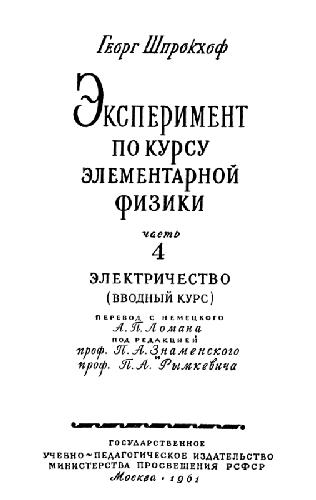 Георг Шпрокхоф
Эксперимент
по курсу
элементарной
физики
часть
4
электричество
(вводный курс)
перевод с немецкого
А.П.Ломана
под редакцией
проф. П.А.Знаменского
и
проф. П.А.Рымкевича
государственное
учебно-педагогическое издательство
министерства просвещения РСФСР
Москва · 1961